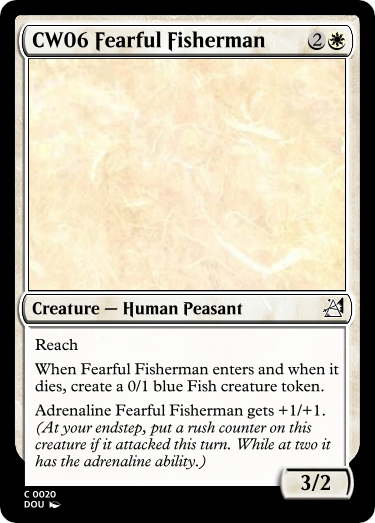 CW06 Fearful Fisherman 2
Creature — Human Peasant
Reach
When Fearful Fisherman enters and when it
dies, create a 0/1 blue Fish creature token.
Adrenaline Fearful Fisherman gets +1/+1.
(At your endstep, put a rush counter on this
creature if it attacked this turn. While at two it
has the adrenaline ability.)
3/2
C 0020
DOU